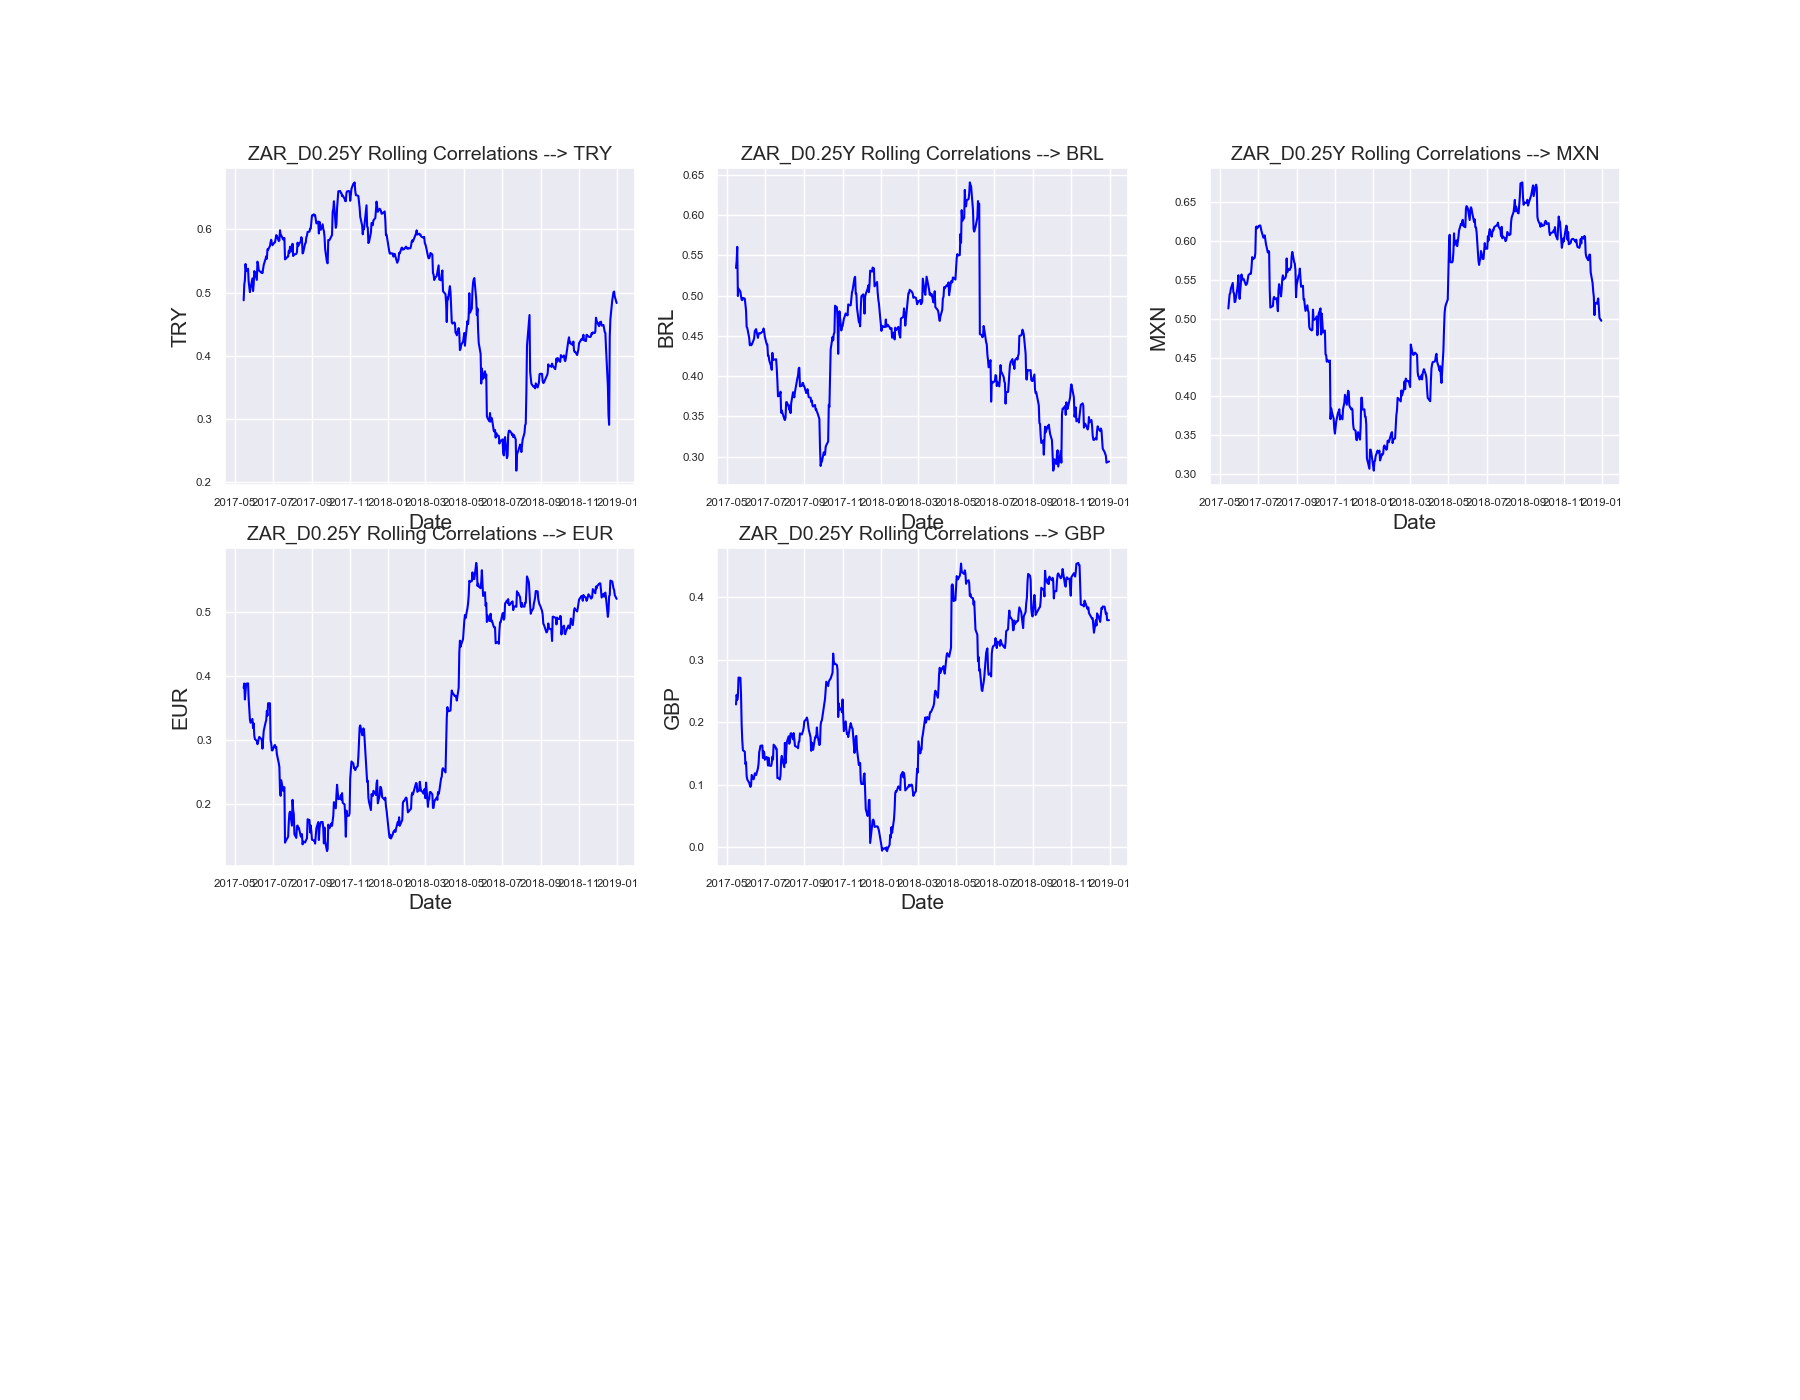 ZAR_D0.25Y Rolling Correlations --> TRY
TRY
0.6
0.5
0.4
0.3
0.2
2017-05 2017-07 2017-09 2017-11 2018-01 2018-03 2018-05 2018-07 2018-09 2018-11 2019-01
Date
ZAR_D0.25Y Rolling Correlations --> BRL
BRL
0.65
0.60
0.55
0.50
0.45
0.40
0.35
0.30
2017-05 2017-07 2017-09 2017-11 2018-01 2018-03 2018-05 2018-07 2018-09 2018-11 2019-01
Date
ZAR_D0.25Y Rolling Correlations --> MXN
MXN
0.65
0.60
0.55
0.50
0.45
0.40
0.35
0.30
2017-05 2017-07 2017-09 2017-11 2018-01 2018-03 2018-05 2018-07 2018-09 2018-11 2019-01
Date
ZAR_D0.25Y Rolling Correlations --> EUR
EUR
0.5
0.4
0.3
0.2
2017-05 2017-07 2017-09 2017-11 2018-01 2018-03 2018-05 2018-07 2018-09 2018-11 2019-01
Date
ZAR_D0.25Y Rolling Correlations --> GBP
GBP
0.4
0.3
0.2
0.1
0.0
2017-05 2017-07 2017-09 2017-11 2018-01 2018-03 2018-05 2018-07 2018-09 2018-11 2019-01
Date